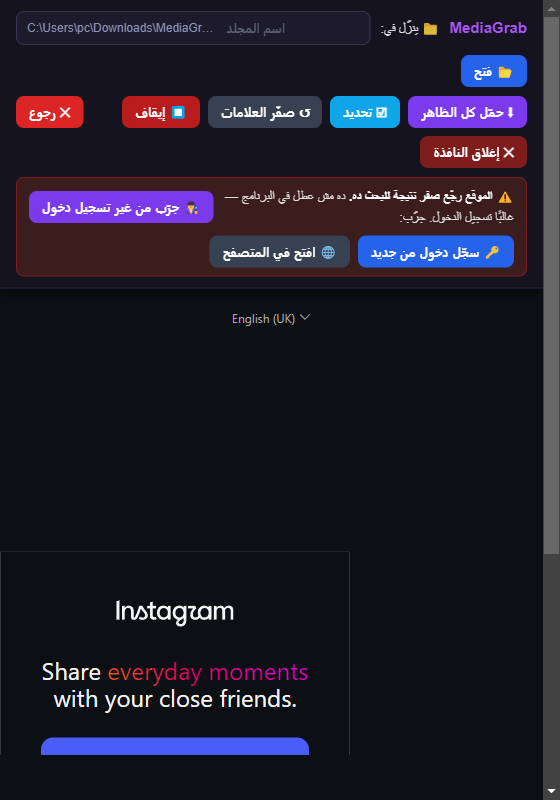 MediaGrab 📁 ينزّل في: اسم المجلد C:\Users\pc\Downloads\MediaGr...
📂 فتح
⬇ حمّل كل الظاهر ☑ تحديد ↺ صفّر العلامات ⏹ إيقاف ✕ رجوع
✕ إغلاق النافذة
⚠️ الموقع رجّع صفر نتيجة للبحث ده. ده مش عطل في البرنامج —
غالبًا تسجيل الدخول. جرّب:
🕵️ جرّب من غير تسجيل دخول
🔑 سجّل دخول من جديد 🌐 افتح في المتصفح
English (UK)
Instagram
Share everyday moments
with your close friends.